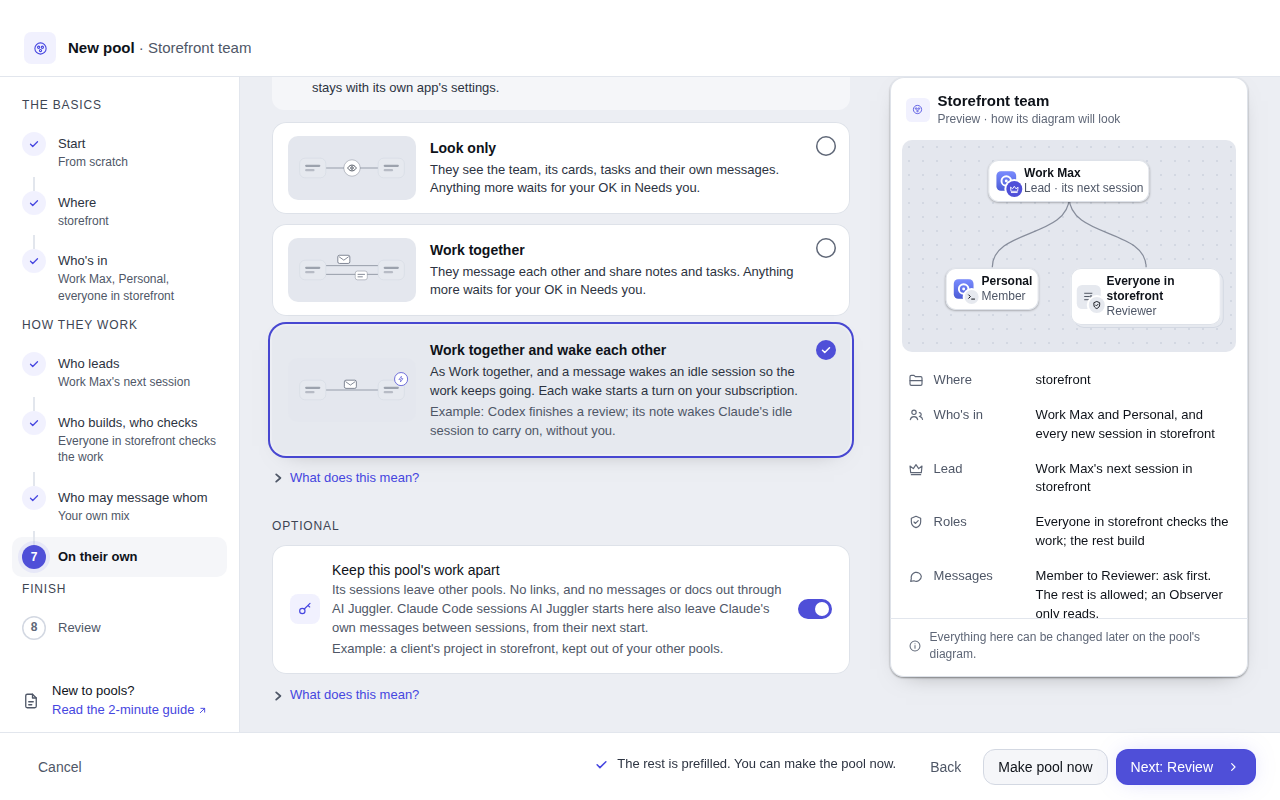 New pool · Storefront team
THE BASICS
Start
From scratch
Where
storefront
Who's in
Work Max, Personal,
everyone in storefront
HOW THEY WORK
Who leads
Work Max's next session
Who builds, who checks
Everyone in storefront checks
the work
Who may message whom
Your own mix
7
On their own
FINISH
8
Review
New to pools?
Read the 2-minute guide
stays with its own app's settings.
Look only
They see the team, its cards, tasks and their own messages.
Anything more waits for your OK in Needs you.
Work together
They message each other and share notes and tasks. Anything
more waits for your OK in Needs you.
Work together and wake each other
As Work together, and a message wakes an idle session so the
work keeps going. Each wake starts a turn on your subscription.
Example: Codex finishes a review; its note wakes Claude's idle
session to carry on, without you.
What does this mean?
OPTIONAL
Keep this pool's work apart
Its sessions leave other pools. No links, and no messages or docs out through
AI Juggler. Claude Code sessions AI Juggler starts here also leave Claude's
own messages between sessions, from their next start.
Example: a client's project in storefront, kept out of your other pools.
What does this mean?
Storefront team
Preview · how its diagram will look
Work Max
Lead · its next session
Personal
Member
Everyone in
storefront
Reviewer
Where
storefront
Who's in
Work Max and Personal, and
every new session in storefront
Lead
Work Max's next session in
storefront
Roles
Everyone in storefront checks the
work; the rest build
Messages
Member to Reviewer: ask first.
The rest is allowed; an Observer
only reads.
Everything here can be changed later on the pool's
diagram.
Cancel
The rest is prefilled. You can make the pool now.
Back
Make pool now
Next: Review